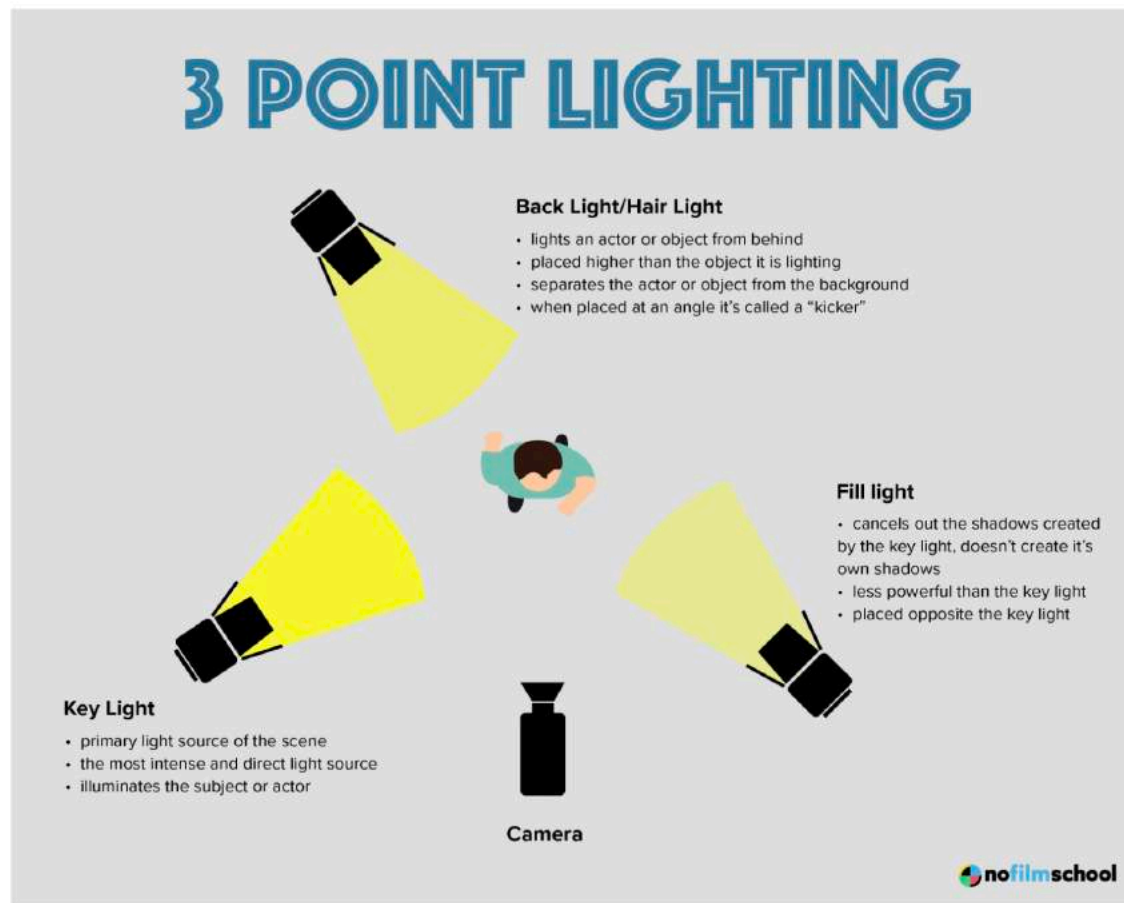 3 POINT LIGHTING
Back Light/Hair Light
• lights an actor or object from behind
• placed higher than the object it is lighting
• separates the actor or object from the background
• when placed at an angle it's called a “kicker”
Fill light
• cancels out the shadows created
by the key light, doesn't create it's
own shadows
• less powerful than the key light
• placed opposite the key light
Key Light
• primary light source of the scene
• the most intense and direct light source
• illuminates the subject or actor
Camera
nofilmschool